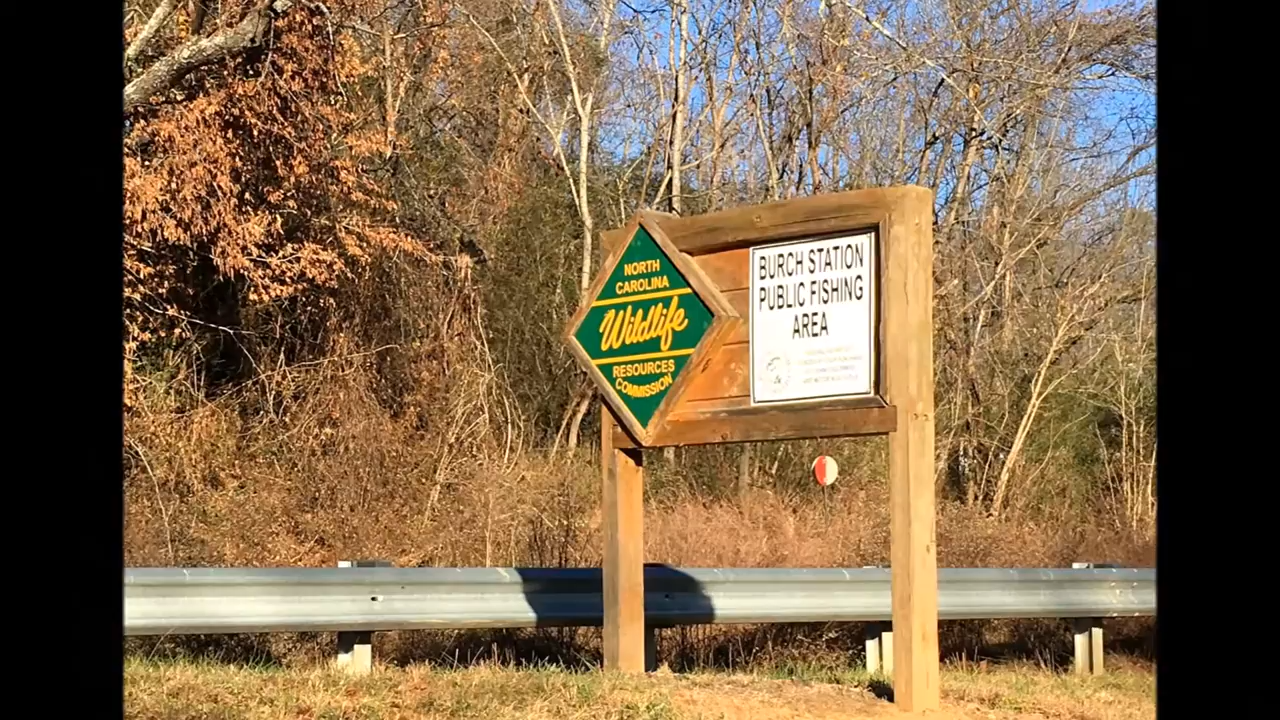 NORTH
CAROLINA
Wildlife
RESOURCES
COMMISSION
BURCH STATION
PUBLIC FISHING
AREA